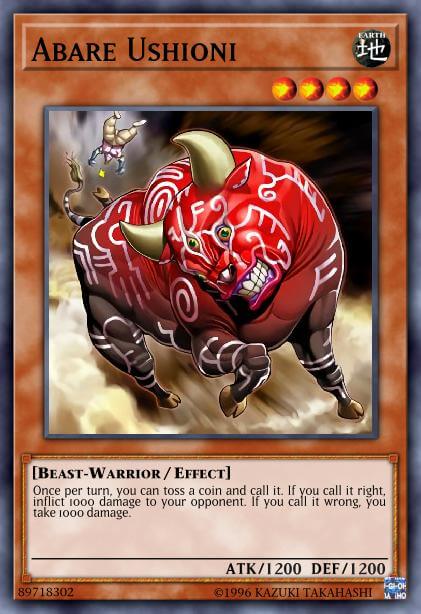 Abare Ushioni
EARTH
地
[Beast-Warrior / Effect]
Once per turn, you can toss a coin and call it. If you call it right,
inflict 1000 damage to your opponent. If you call it wrong, you
take 1000 damage.
ATK/1200 DEF/1200
89718302
©1996 KAZUKI TAKAHASHI